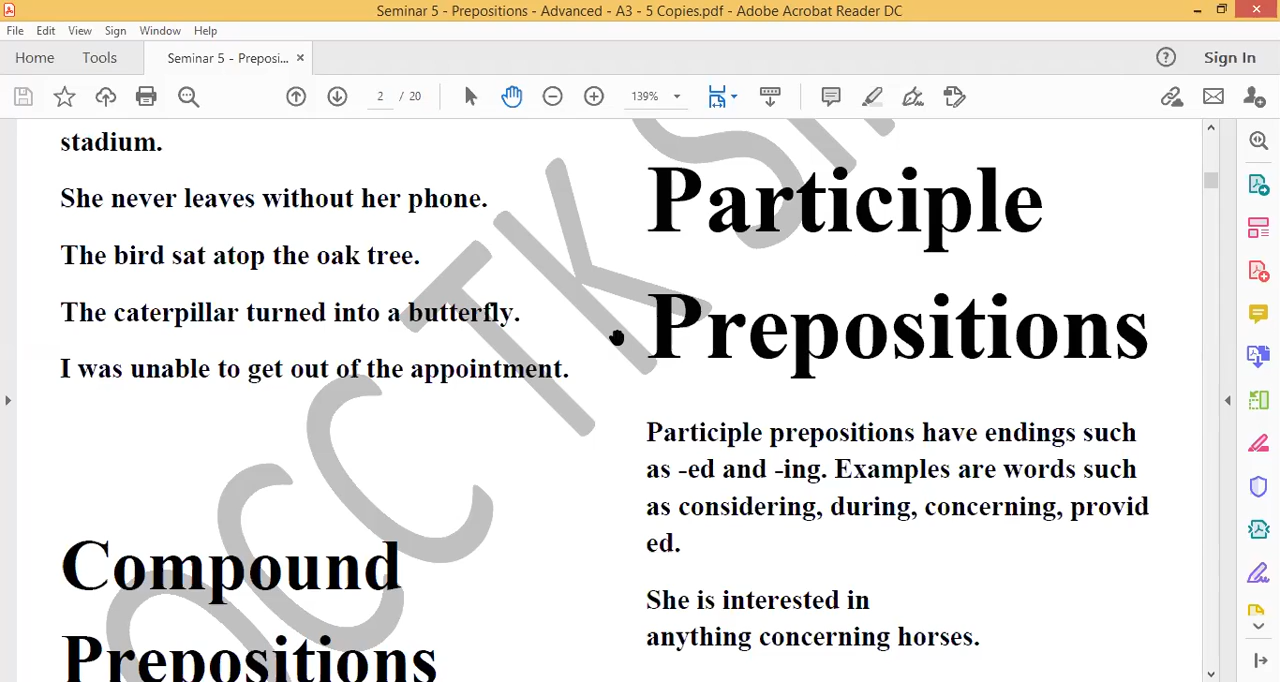 Seminar 5 - Prepositions - Advanced - A3 - 5 Copies.pdf - Adobe Acrobat Reader DC
File Edit View Sign Window Help
Home Tools Seminar 5 - Preposi... × Sign In
2 / 20 139%
stadium.
She never leaves without her phone.
The bird sat atop the oak tree.
The caterpillar turned into a butterfly.
I was unable to get out of the appointment.
Compound
Prepositions
Participle
Prepositions
Participle prepositions have endings such
as -ed and -ing. Examples are words such
as considering, during, concerning, provid
ed.
She is interested in
anything concerning horses.
OCC TK